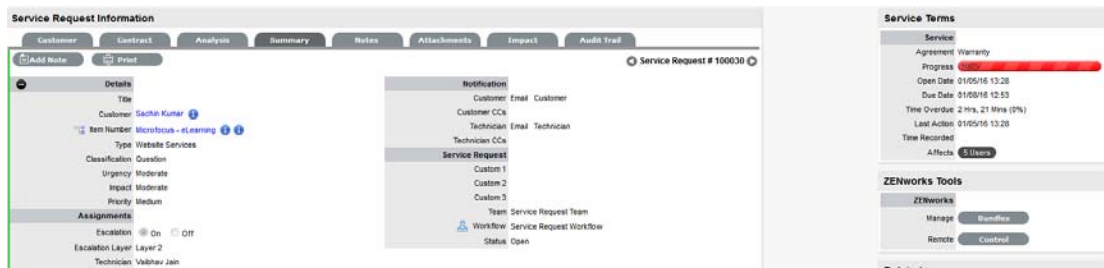 Service Request Information
Customer Contract Analysis Summary Notes Attachments Impact Audit Trail
Add Note Print
Service Request # 100030
Details
Title
Customer Sachin Kumar
Item Number Microfocus - eLearning
Type Website Services
Classification Question
Urgency Moderate
Impact Moderate
Priority Medium
Assignments
Escalation On Off
Escalation Layer Layer 2
Technician Vaibhav Jain
Notification
Customer Email Customer
Customer CCs
Technician Email Technician
Technician CCs
Service Request
Custom 1
Custom 2
Custom 3
Team Service Request Team
Workflow Service Request Workflow
Status Open
Service Terms
Service
Agreement Warranty
Progress
Open Date 01/05/16 13:28
Due Date 01/08/16 12:53
Time Overdue 2 Hrs, 21 Mins (0%)
Last Action 01/05/16 13:28
Time Recorded
Affects 5 Users
ZENworks Tools
ZENworks
Manage Bundles
Remote Control